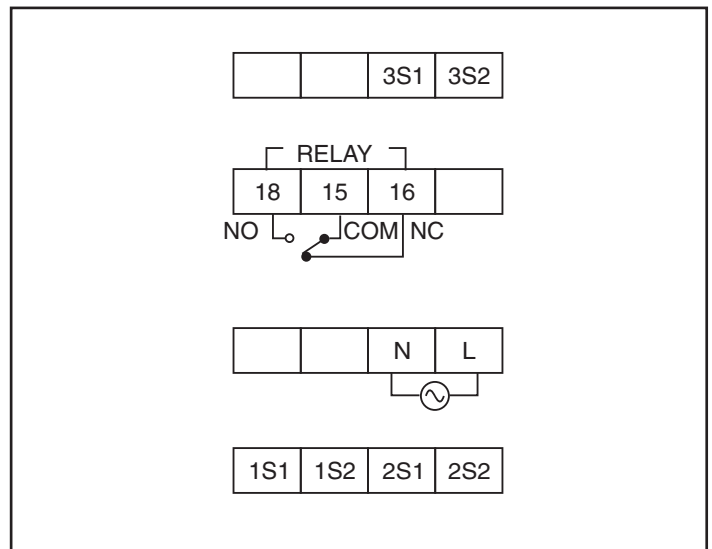 3S1 3S2
RELAY
18 15 16
NO COM NC
N L
1S1 1S2 2S1 2S2